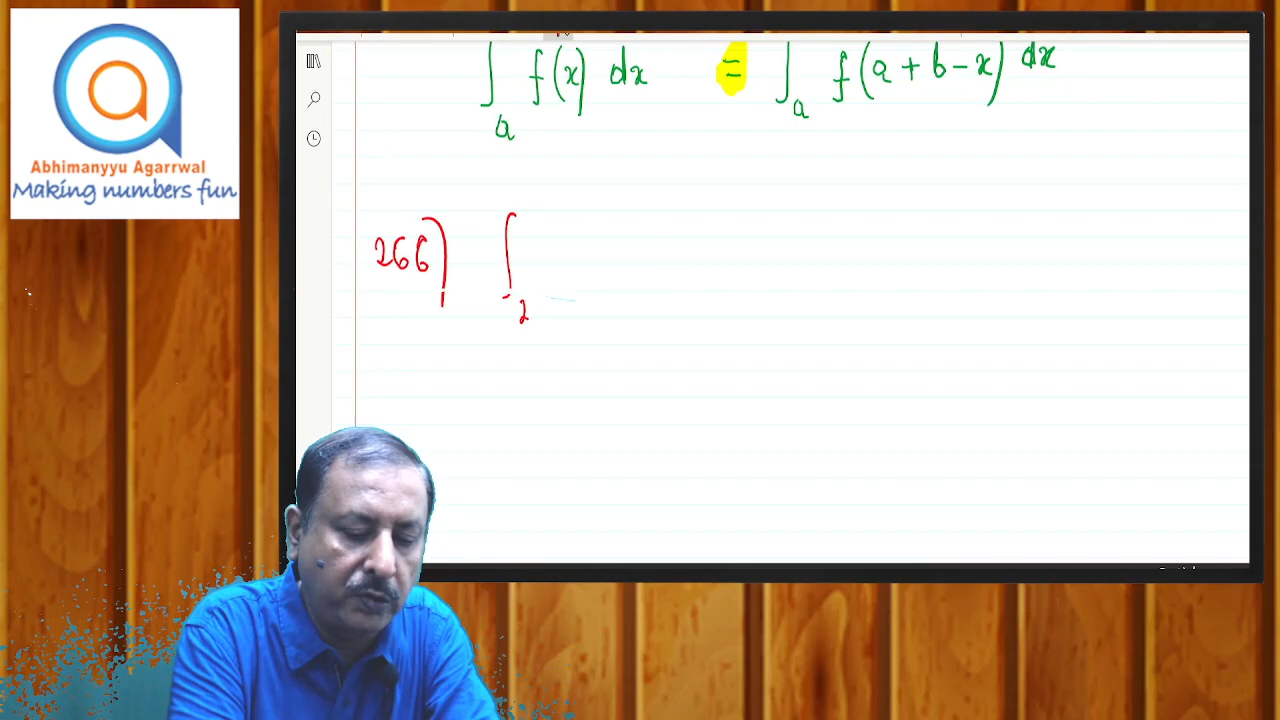 ∫ₐ f(x) dx = ∫ₐ f(a + b − x) dx
266) ∫₂
Abhimanyyu Agarrwal
Making numbers fun